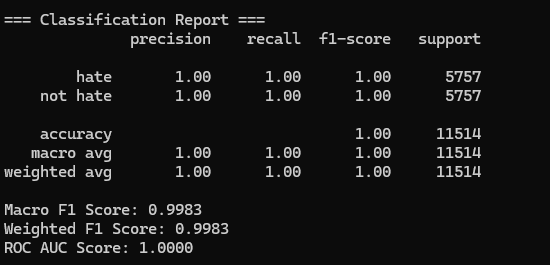 === Classification Report ===
precision recall f1-score support
hate 1.00 1.00 1.00 5757
not hate 1.00 1.00 1.00 5757
accuracy 1.00 11514
macro avg 1.00 1.00 1.00 11514
weighted avg 1.00 1.00 1.00 11514
Macro F1 Score: 0.9983
Weighted F1 Score: 0.9983
ROC AUC Score: 1.0000